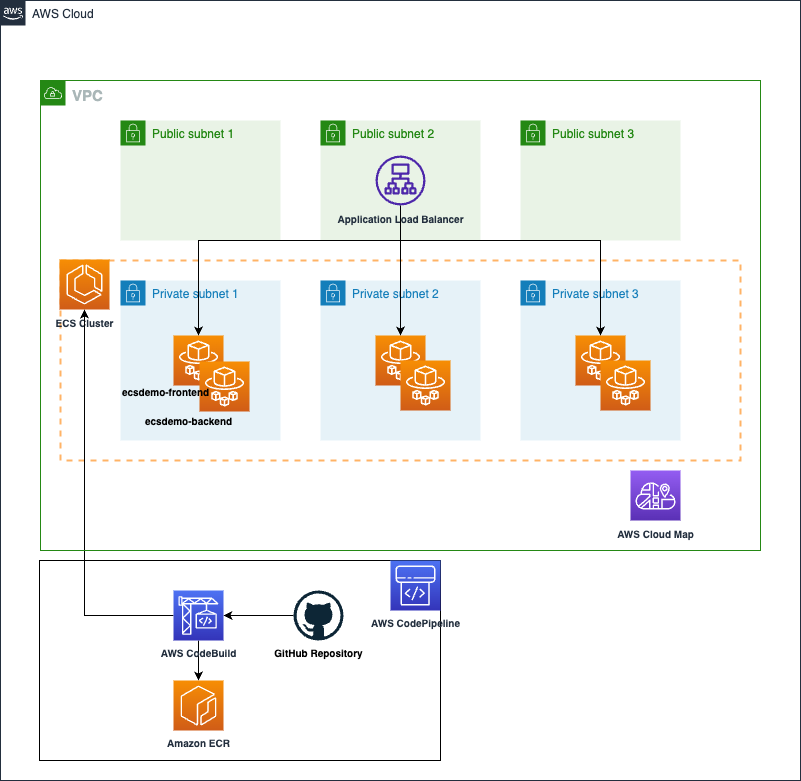 aws
AWS Cloud
VPC
Public subnet 1
Public subnet 2
Public subnet 3
Application Load Balancer
Private subnet 1
Private subnet 2
Private subnet 3
ECS Cluster
ecsdemo-frontend
ecsdemo-backend
AWS Cloud Map
AWS CodePipeline
AWS CodeBuild
GitHub Repository
Amazon ECR